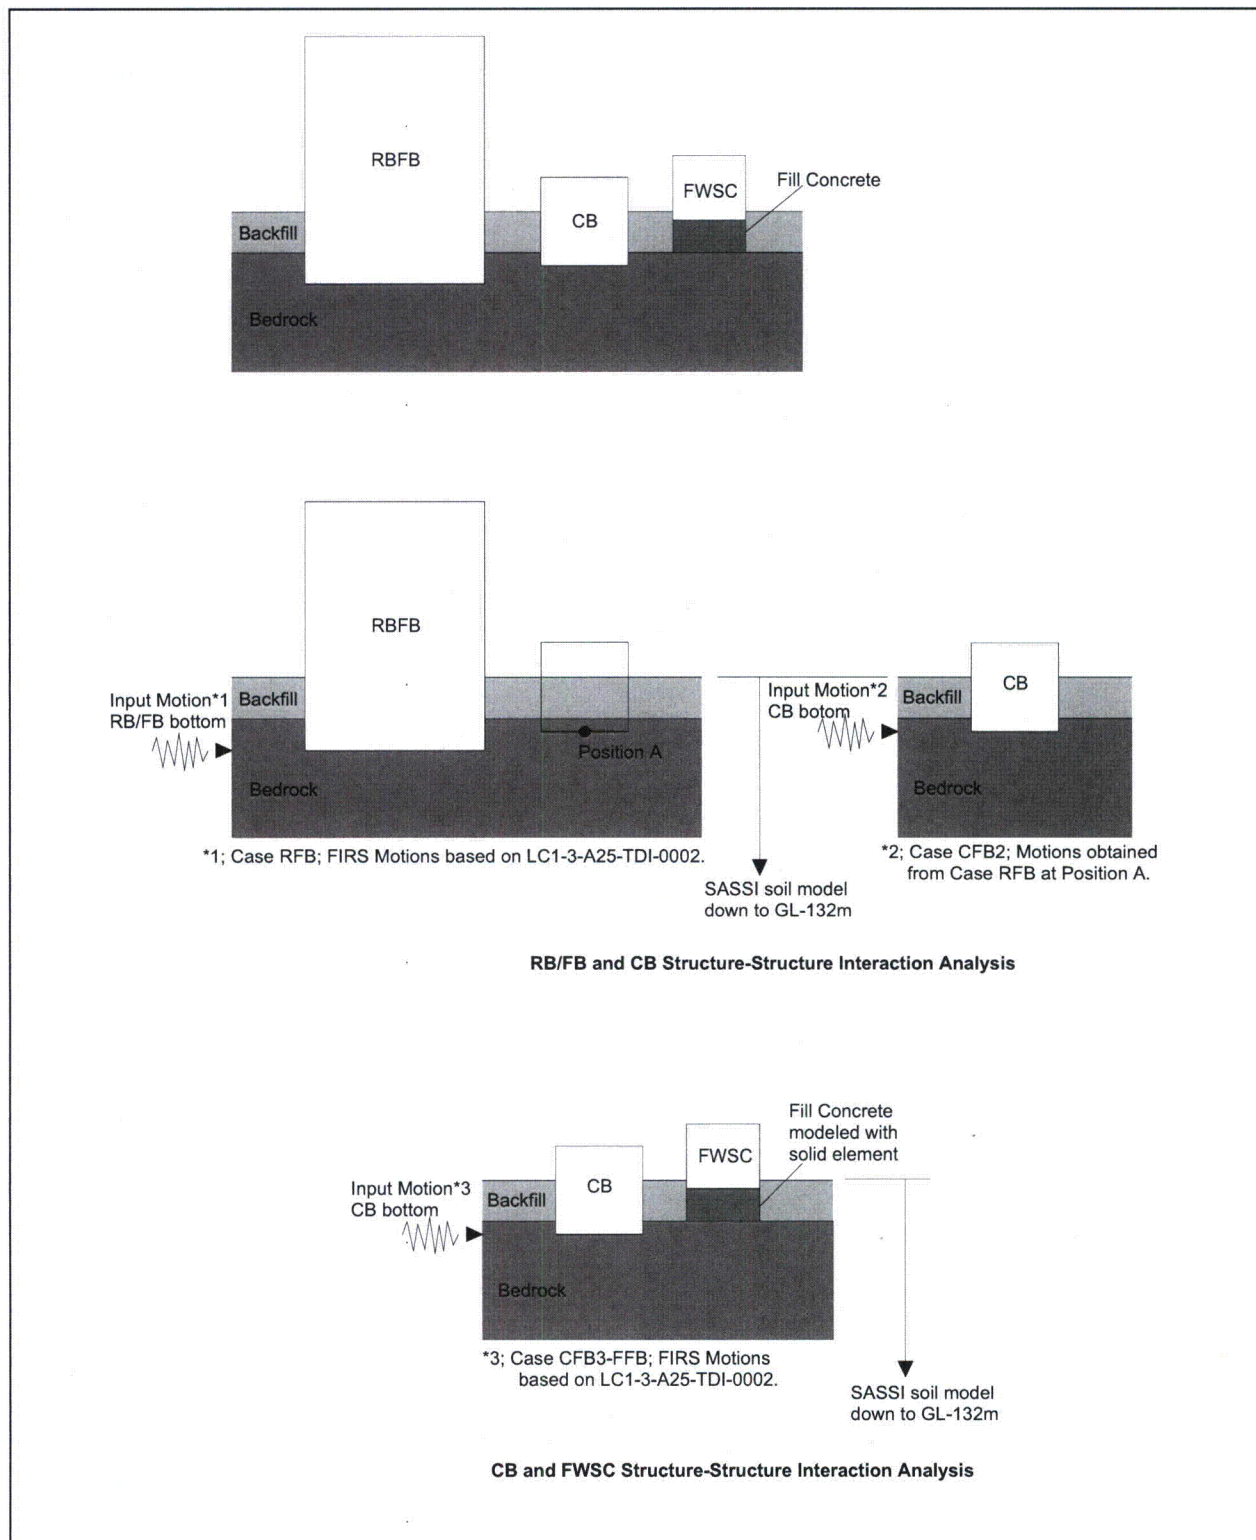 RBFB
FWSC
Fill Concrete
CB
Backfill
Bedrock
RBFB
CB
Input Motion*1
RB/FB bottom
Backfill
Input Motion*2
CB botom
Backfill
Position A
Bedrock
Bedrock
*1; Case RFB; FIRS Motions based on LC1-3-A25-TDI-0002.
*2; Case CFB2; Motions obtained
from Case RFB at Position A.
SASSI soil model
down to GL-132m
RB/FB and CB Structure-Structure Interaction Analysis
Fill Concrete
modeled with
solid element
FWSC
CB
Input Motion*3
CB bottom
Backfill
Bedrock
*3; Case CFB3-FFB; FIRS Motions
based on LC1-3-A25-TDI-0002.
SASSI soil model
down to GL-132m
CB and FWSC Structure-Structure Interaction Analysis